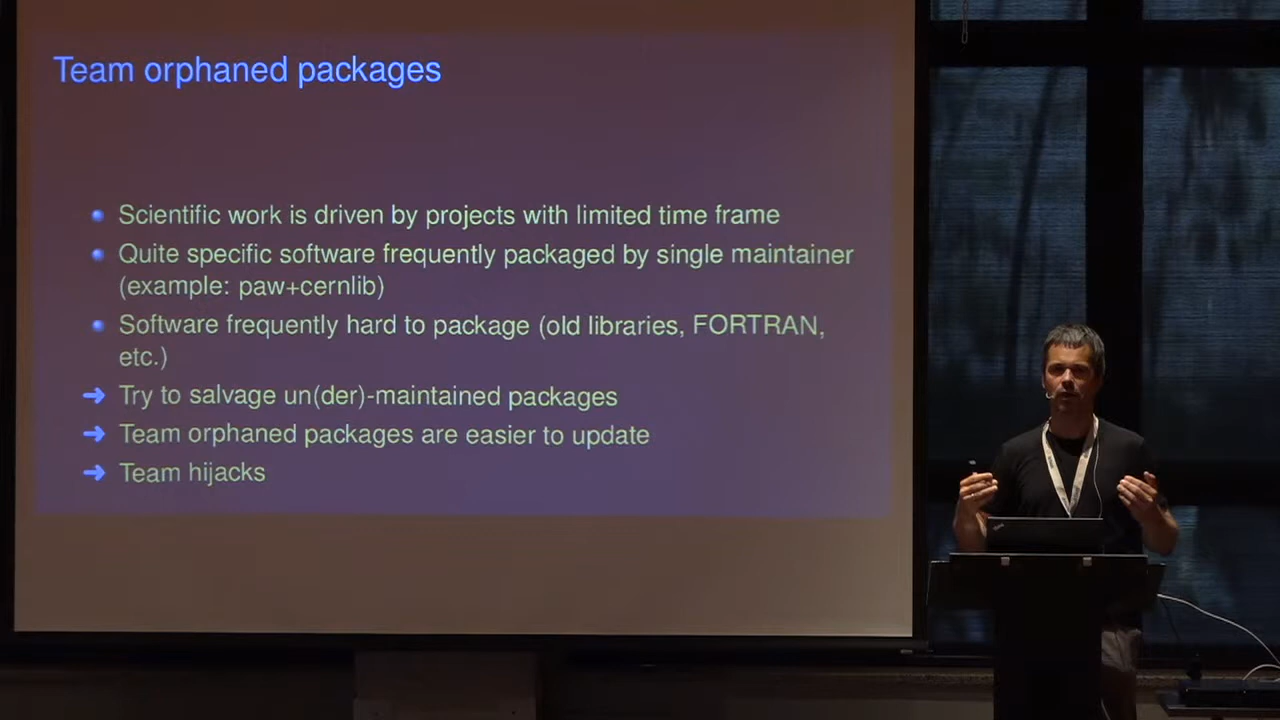 Team orphaned packages
Scientific work is driven by projects with limited time frame
Quite specific software frequently packaged by single maintainer
(example: paw+cernlib)
Software frequently hard to package (old libraries, FORTRAN,
etc.)
Try to salvage un(der)-maintained packages
Team orphaned packages are easier to update
Team hijacks